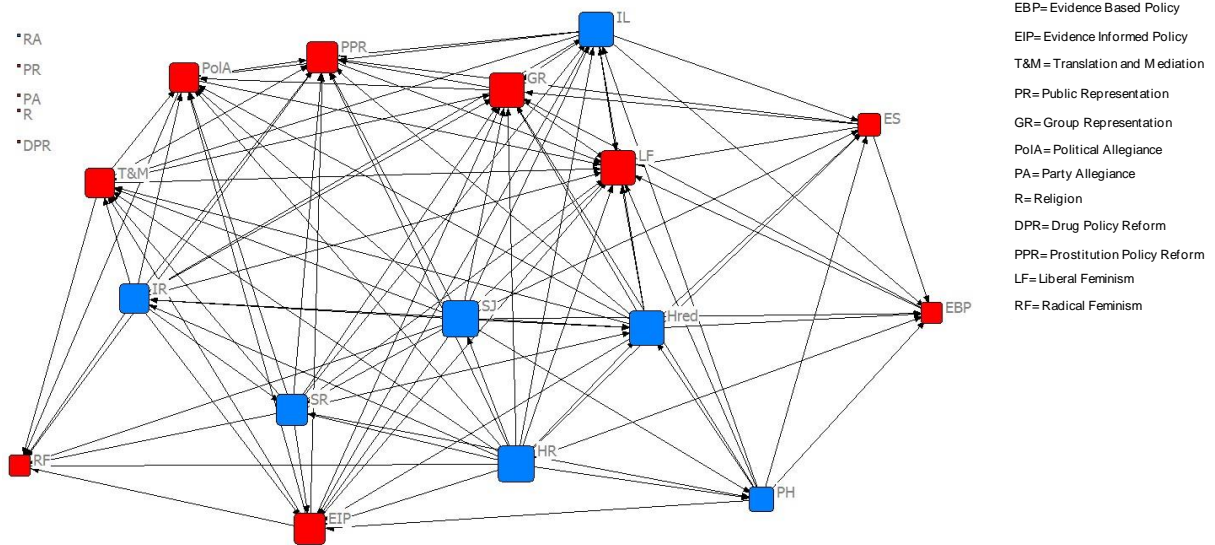 RA
PR
PA
R
DPR
IL
PPR
PolA
GR
ES
LF
T&M
IR
SJ
Hred
EBP
SR
HR
RF
PH
EIP
EBP= Evidence Based Policy
EIP= Evidence Informed Policy
T&M= Translation and Mediation
PR= Public Representation
GR= Group Representation
PolA= Political Allegiance
PA= Party Allegiance
R= Religion
DPR= Drug Policy Reform
PPR= Prostitution Policy Reform
LF= Liberal Feminism
RF= Radical Feminism